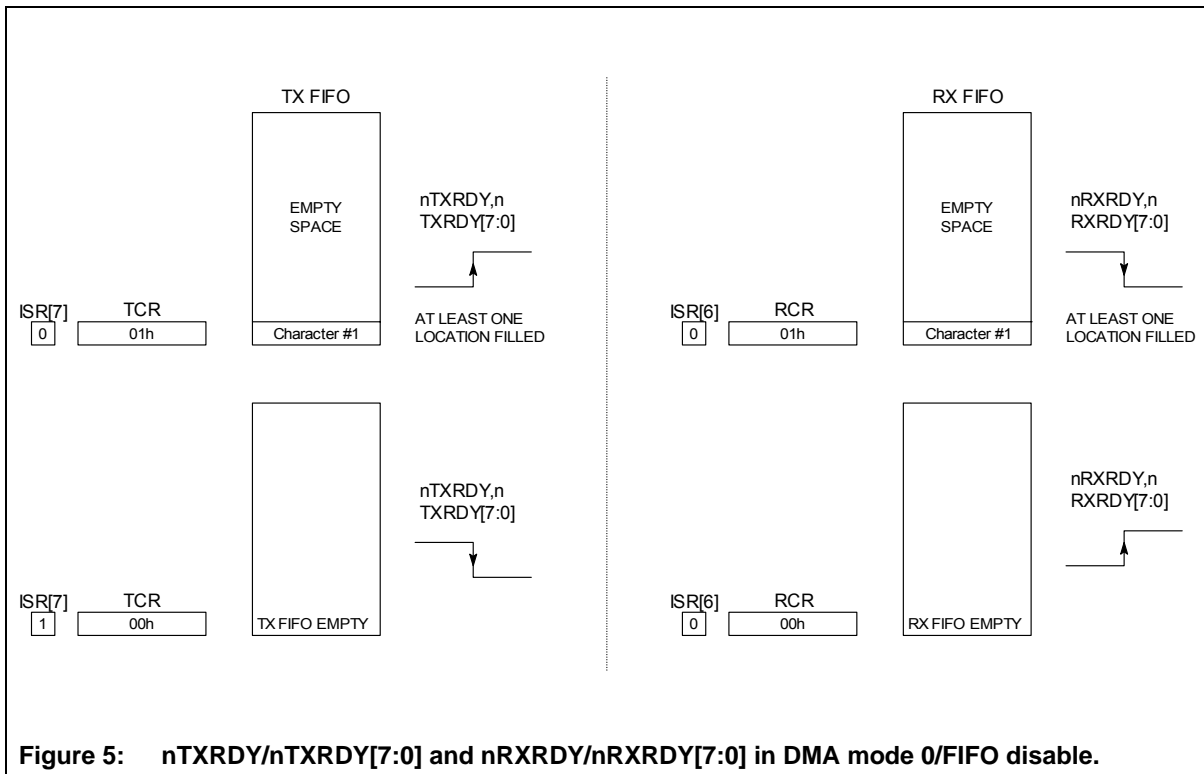 TX FIFO
EMPTY
SPACE
nTXRDY,n
TXRDY[7:0]
ISR[7]
0
TCR
01h
Character #1
AT LEAST ONE
LOCATION FILLED
nTXRDY,n
TXRDY[7:0]
ISR[7]
1
TCR
00h
TX FIFO EMPTY
RX FIFO
EMPTY
SPACE
nRXRDY,n
RXRDY[7:0]
ISR[6]
0
RCR
01h
Character #1
AT LEAST ONE
LOCATION FILLED
nRXRDY,n
RXRDY[7:0]
ISR[6]
0
RCR
00h
RX FIFO EMPTY
Figure 5: nTXRDY/nTXRDY[7:0] and nRXRDY/nRXRDY[7:0] in DMA mode 0/FIFO disable.